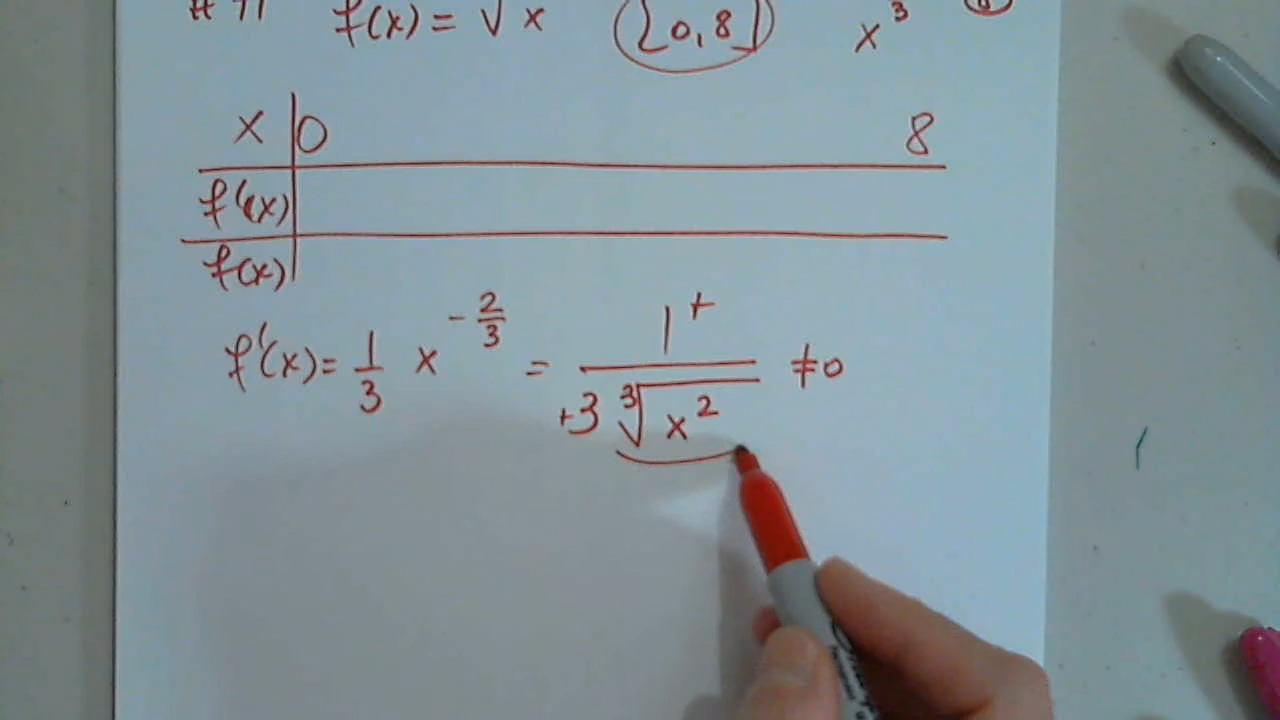 f(x) = √x [0,8] x³
x 0 8
f'(x)
f(x)
f'(x) = 1/3 x^(-2/3) = 1⁺/(+3 ∛(x²)) ≠0